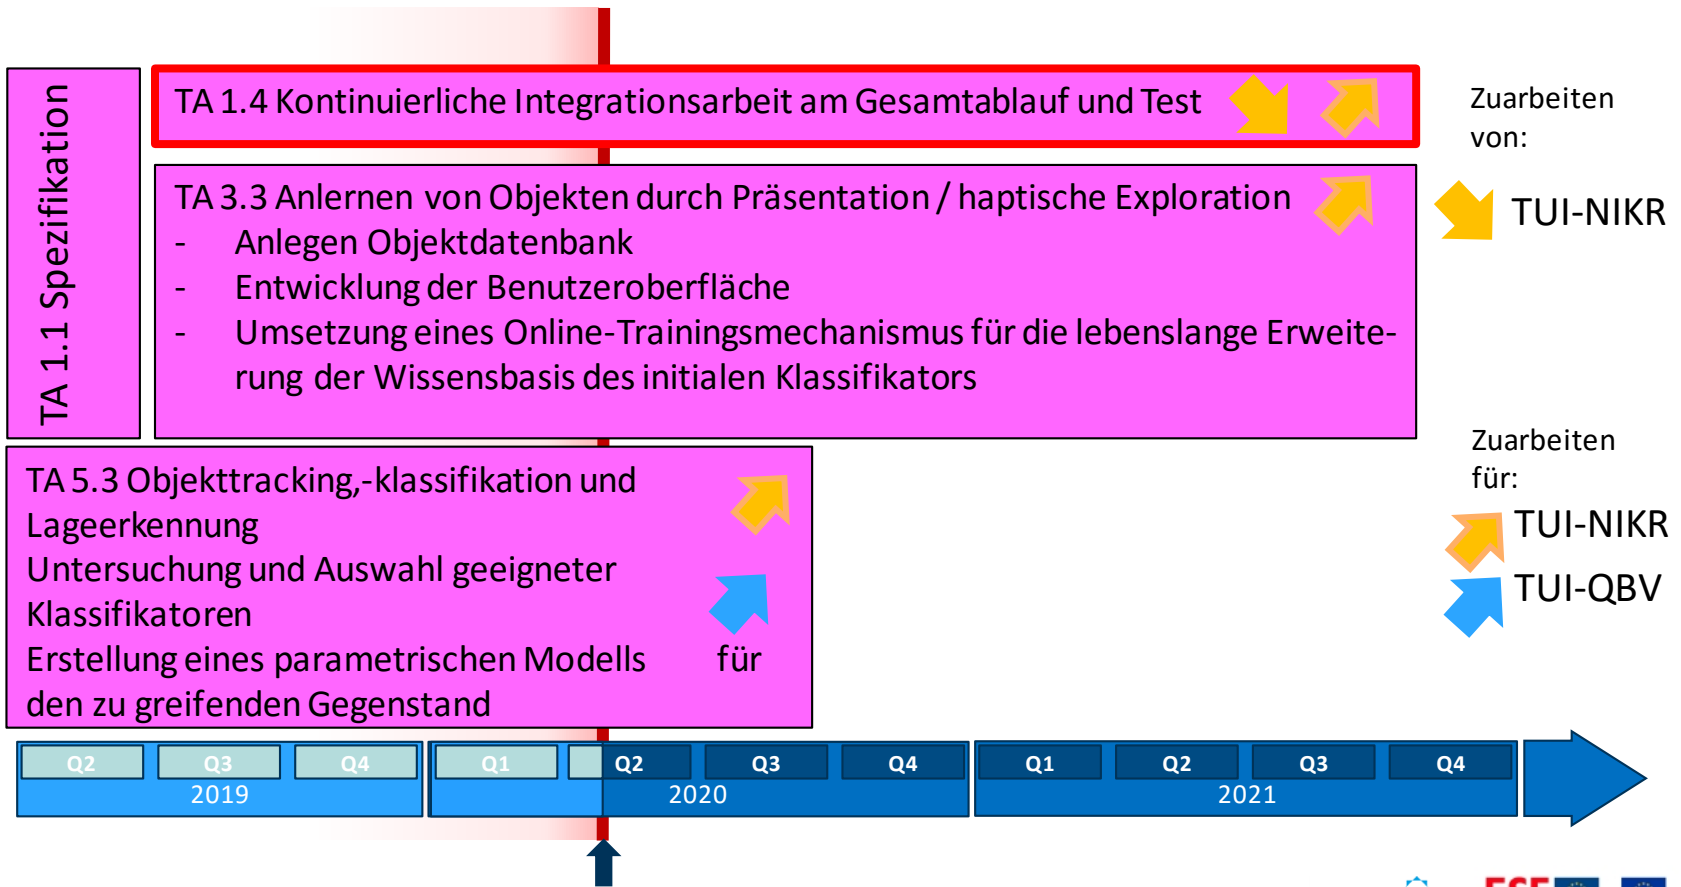 TA 1.1 Spezifikation
TA 1.4 Kontinuierliche Integrationsarbeit am Gesamtablauf und Test
TA 3.3 Anlernen von Objekten durch Präsentation / haptische Exploration
- Anlegen Objektdatenbank
- Entwicklung der Benutzeroberfläche
- Umsetzung eines Online-Trainingsmechanismus für die lebenslange Erweite-
rung der Wissensbasis des initialen Klassifikators
Zuarbeiten
von:
TUI-NIKR
TA 5.3 Objekttracking,-klassifikation und
Lageerkennung
Untersuchung und Auswahl geeigneter
Klassifikatoren
Erstellung eines parametrischen Modells für
den zu greifenden Gegenstand
Zuarbeiten
für:
TUI-NIKR
TUI-QBV
Q2 Q3 Q4 Q1 Q2 Q3 Q4 Q1 Q2 Q3 Q4
2019 2020 2021